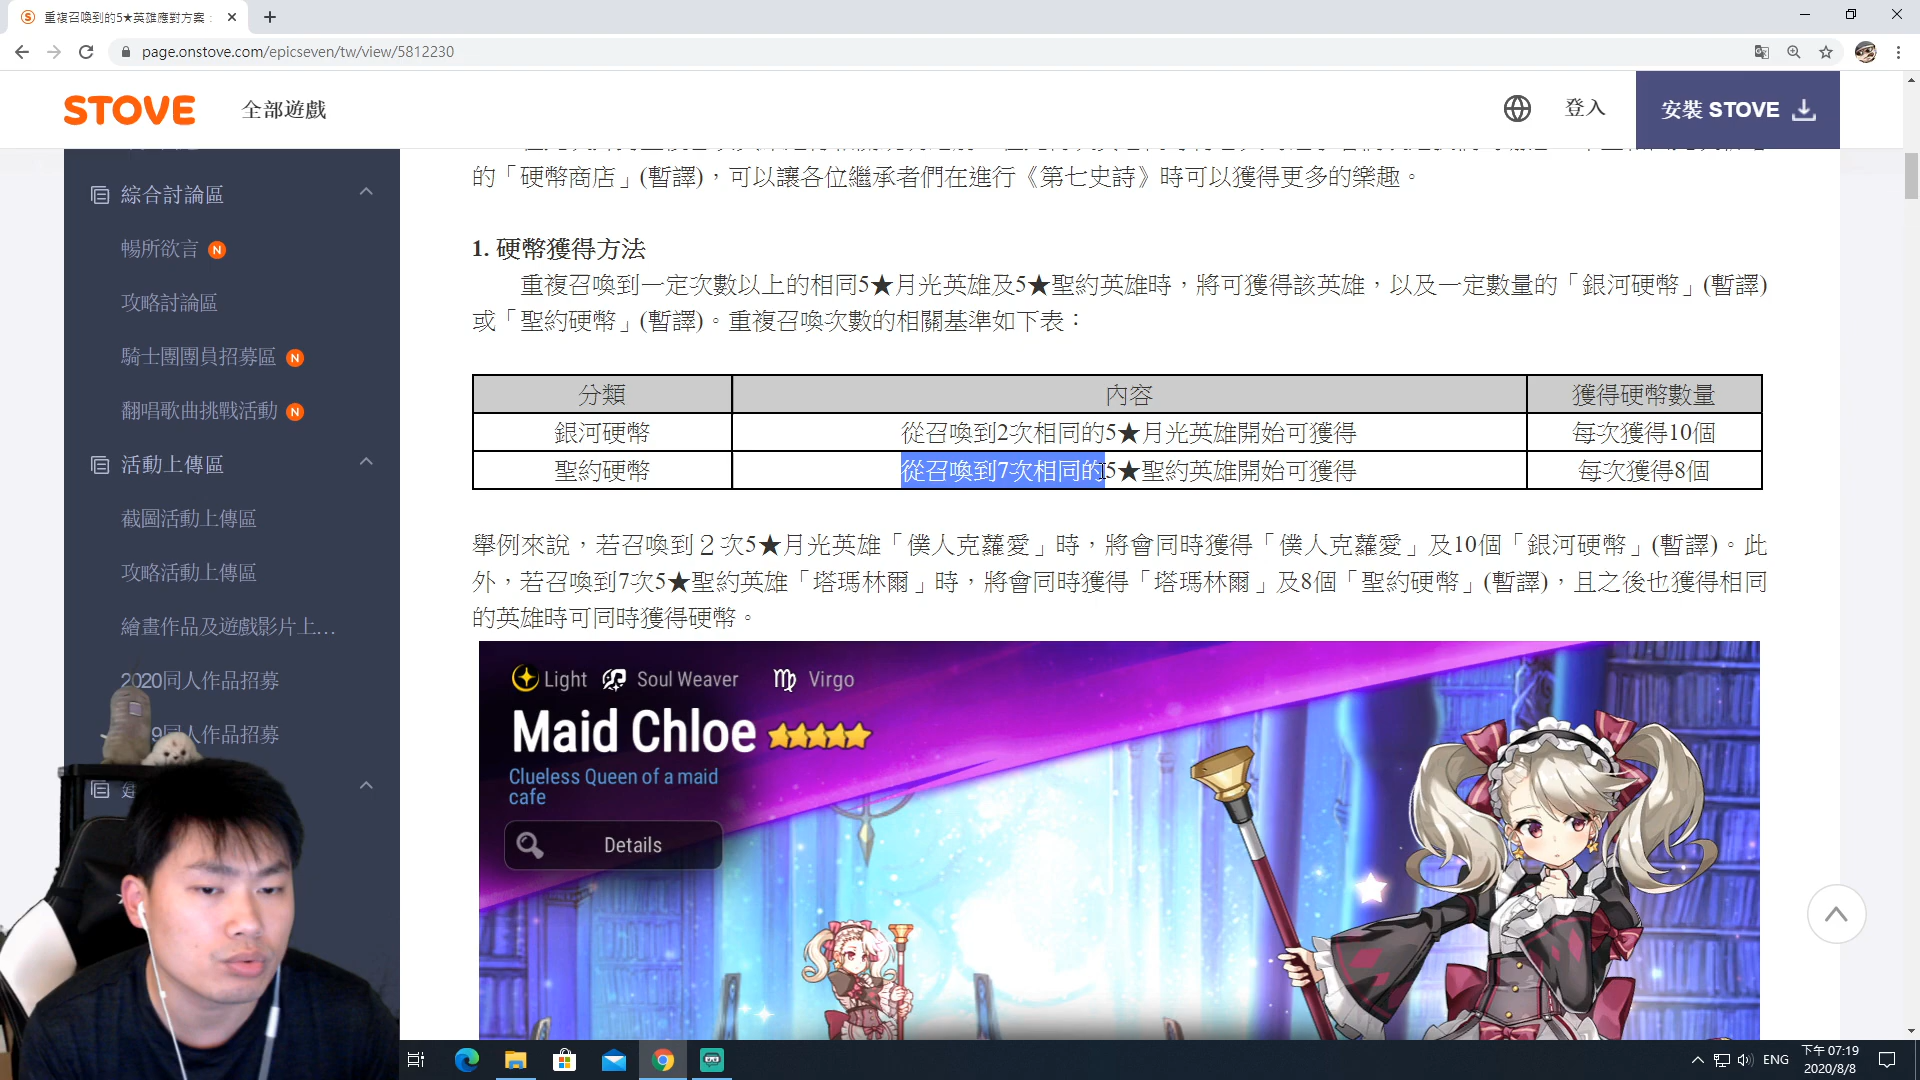 重複召喚到的5★英雄應對方案 :
page.onstove.com/epicseven/tw/view/5812230
STOVE
全部遊戲
登入
安裝 STOVE
綜合討論區
暢所欲言 N
攻略討論區
騎士團團員招募區 N
翻唱歌曲挑戰活動 N
活動上傳區
截圖活動上傳區
攻略活動上傳區
繪畫作品及遊戲影片上…
2020同人作品招募
9同人作品招募
的「硬幣商店」(暫譯)，可以讓各位繼承者們在進行《第七史詩》時可以獲得更多的樂趣。
1. 硬幣獲得方法
重複召喚到一定次數以上的相同5★月光英雄及5★聖約英雄時，將可獲得該英雄，以及一定數量的「銀河硬幣」(暫譯)
或「聖約硬幣」(暫譯)。重複召喚次數的相關基準如下表：
分類 內容 獲得硬幣數量
銀河硬幣 從召喚到2次相同的5★月光英雄開始可獲得 每次獲得10個
聖約硬幣 從召喚到7次相同的5★聖約英雄開始可獲得 每次獲得8個
舉例來說，若召喚到２次5★月光英雄「僕人克蘿愛」時，將會同時獲得「僕人克蘿愛」及10個「銀河硬幣」(暫譯)。此
外，若召喚到7次5★聖約英雄「塔瑪林爾」時，將會同時獲得「塔瑪林爾」及8個「聖約硬幣」(暫譯)，且之後也獲得相同
的英雄時可同時獲得硬幣。
Light Soul Weaver Virgo
Maid Chloe
Clueless Queen of a maid
cafe
Details
ENG
下午 07:19
2020/8/8